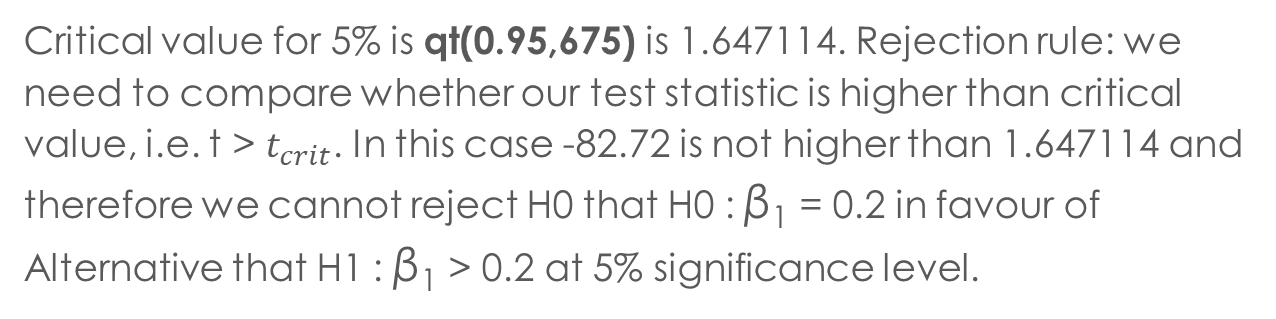 Critical value for 5% is qt(0.95,675) is 1.647114. Rejection rule: we
need to compare whether our test statistic is higher than critical
value, i.e. t > t_crit. In this case -82.72 is not higher than 1.647114 and
therefore we cannot reject H0 that H0 : β₁ = 0.2 in favour of
Alternative that H1 : β₁ > 0.2 at 5% significance level.